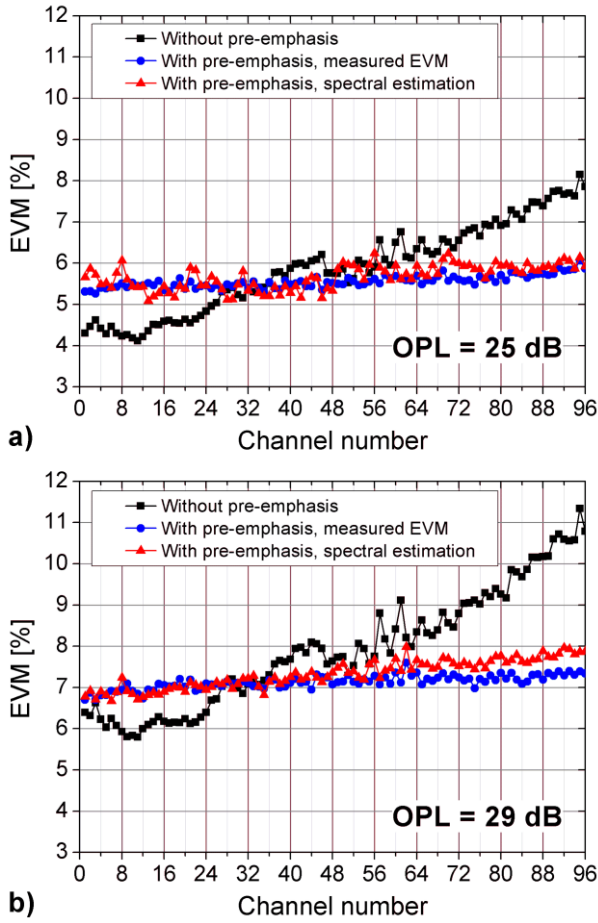 12
11
10
9
8
7
6
5
4
3
EVM [%]
Without pre-emphasis
With pre-emphasis, measured EVM
With pre-emphasis, spectral estimation
OPL = 25 dB
0 8 16 24 32 40 48 56 64 72 80 88 96
a)
Channel number
12
11
10
9
8
7
6
5
4
3
EVM [%]
Without pre-emphasis
With pre-emphasis, measured EVM
With pre-emphasis, spectral estimation
OPL = 29 dB
0 8 16 24 32 40 48 56 64 72 80 88 96
b)
Channel number